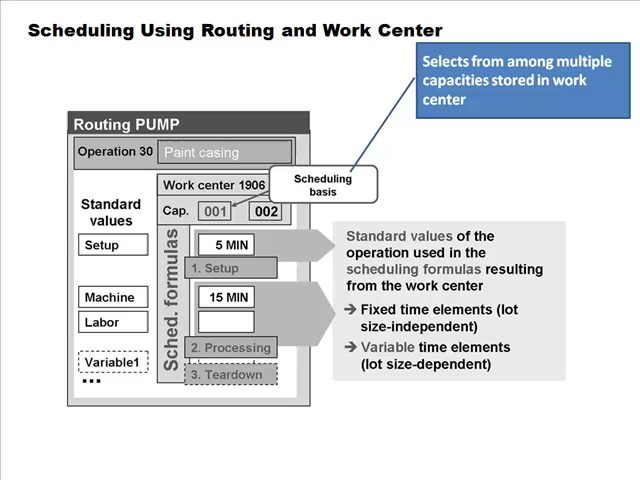 Scheduling Using Routing and Work Center
Selects from among multiple
capacities stored in work
center
Routing PUMP
Operation 30
Paint casing
Work center 1906
Scheduling
basis
Standard
values
Cap.
001
002
Sched. formulas
Setup
5 MIN
1. Setup
Machine
15 MIN
Labor
2. Processing
Variable1
3. Teardown
...
Standard values of the
operation used in the
scheduling formulas resulting
from the work center
➔ Fixed time elements (lot
size-independent)
➔ Variable time elements
(lot size-dependent)